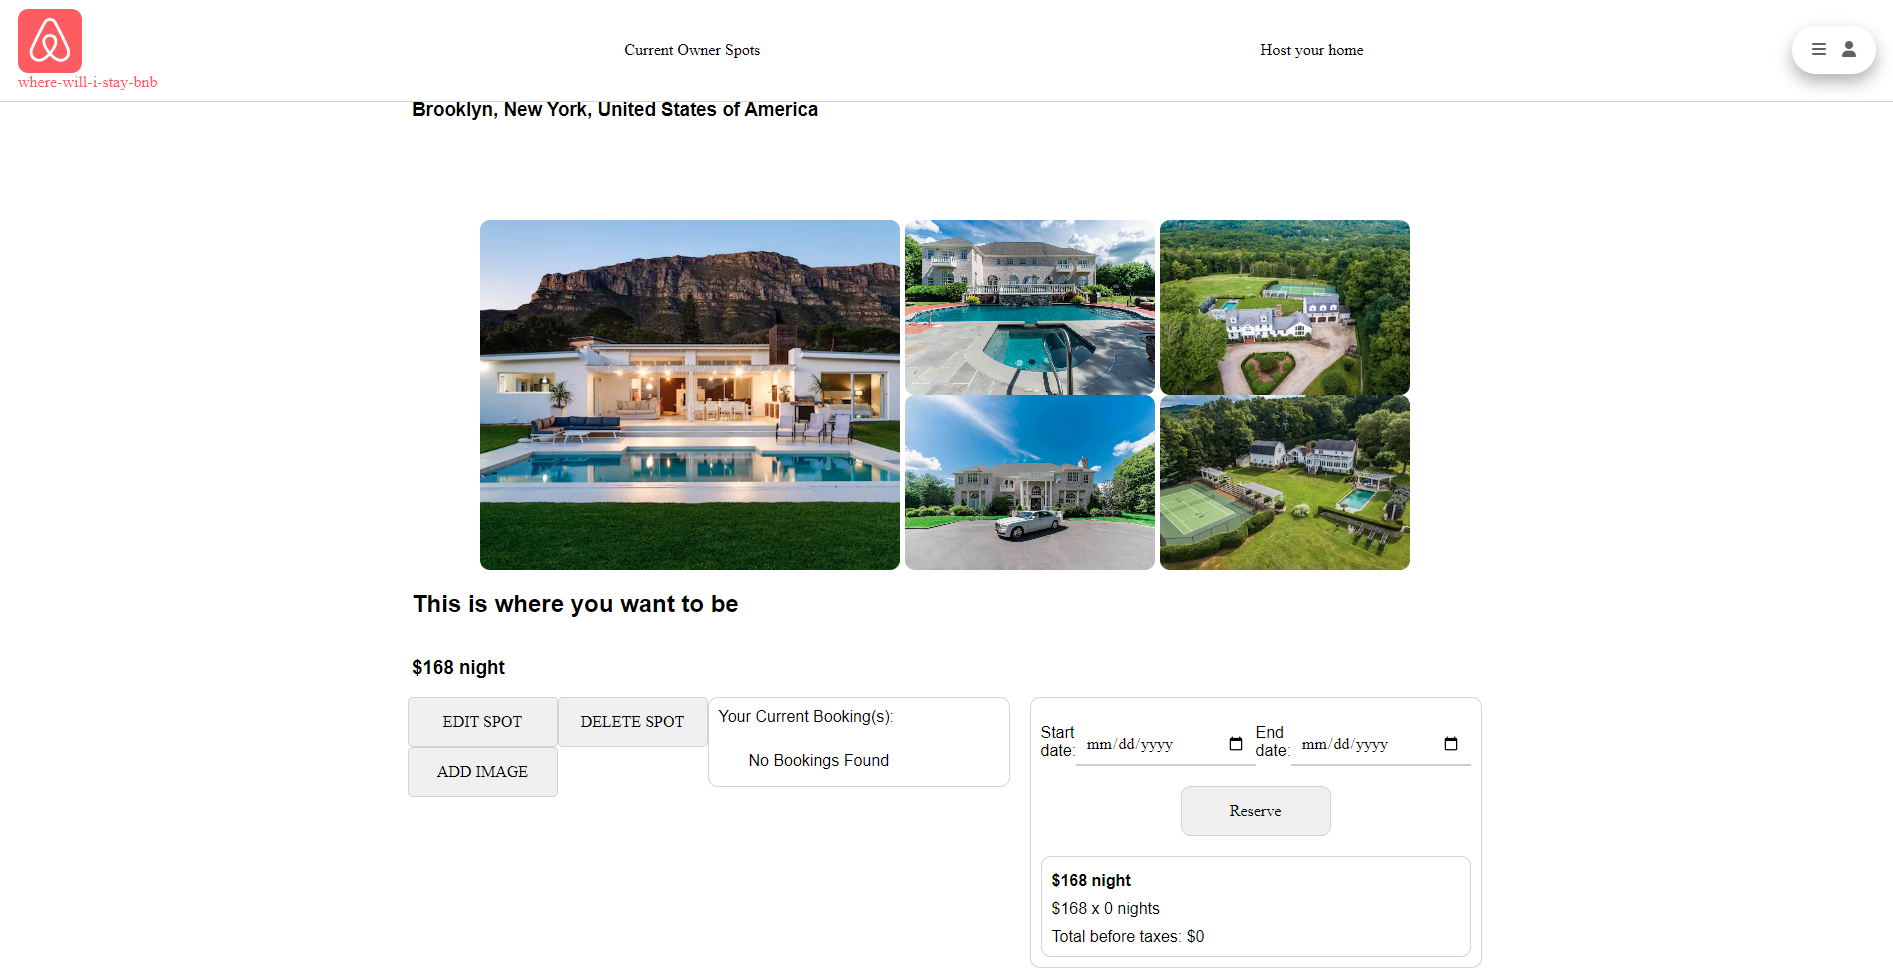 where-will-i-stay-bnb
Current Owner Spots
Host your home
Brooklyn, New York, United States of America
This is where you want to be
$168 night
EDIT SPOT
DELETE SPOT
ADD IMAGE
Your Current Booking(s):
No Bookings Found
Start
date:
mm/dd/yyyy
End
date:
mm/dd/yyyy
Reserve
$168 night
$168 x 0 nights
Total before taxes: $0